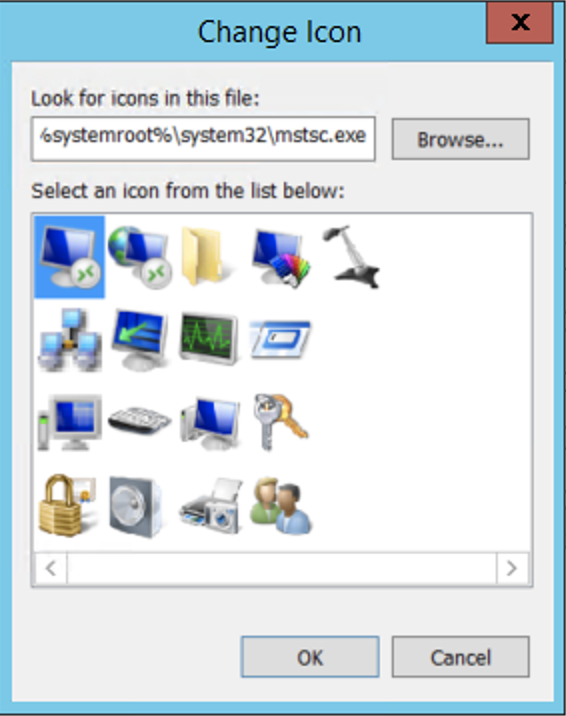 Change Icon
X
Look for icons in this file:
%systemroot%\system32\mstsc.exe
Browse...
Select an icon from the list below:
OK
Cancel